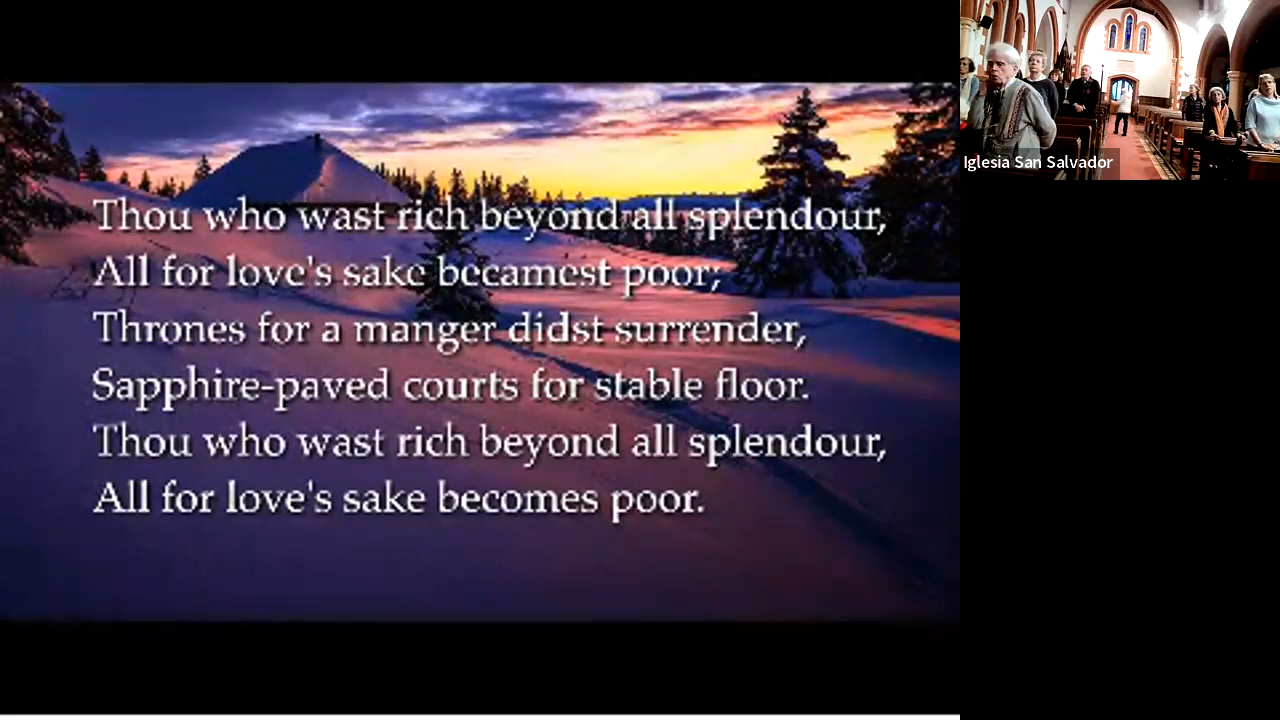 Thou who wast rich beyond all splendour,
All for love's sake becamest poor;
Thrones for a manger didst surrender,
Sapphire-paved courts for stable floor.
Thou who wast rich beyond all splendour,
All for love's sake becomes poor.
Iglesia San Salvador